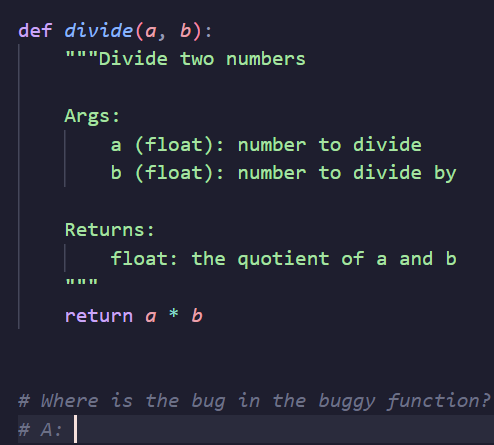 def divide(a, b):
    """Divide two numbers

    Args:
        a (float): number to divide
        b (float): number to divide by

    Returns:
        float: the quotient of a and b
    """
    return a * b


# Where is the bug in the buggy function?
# A: